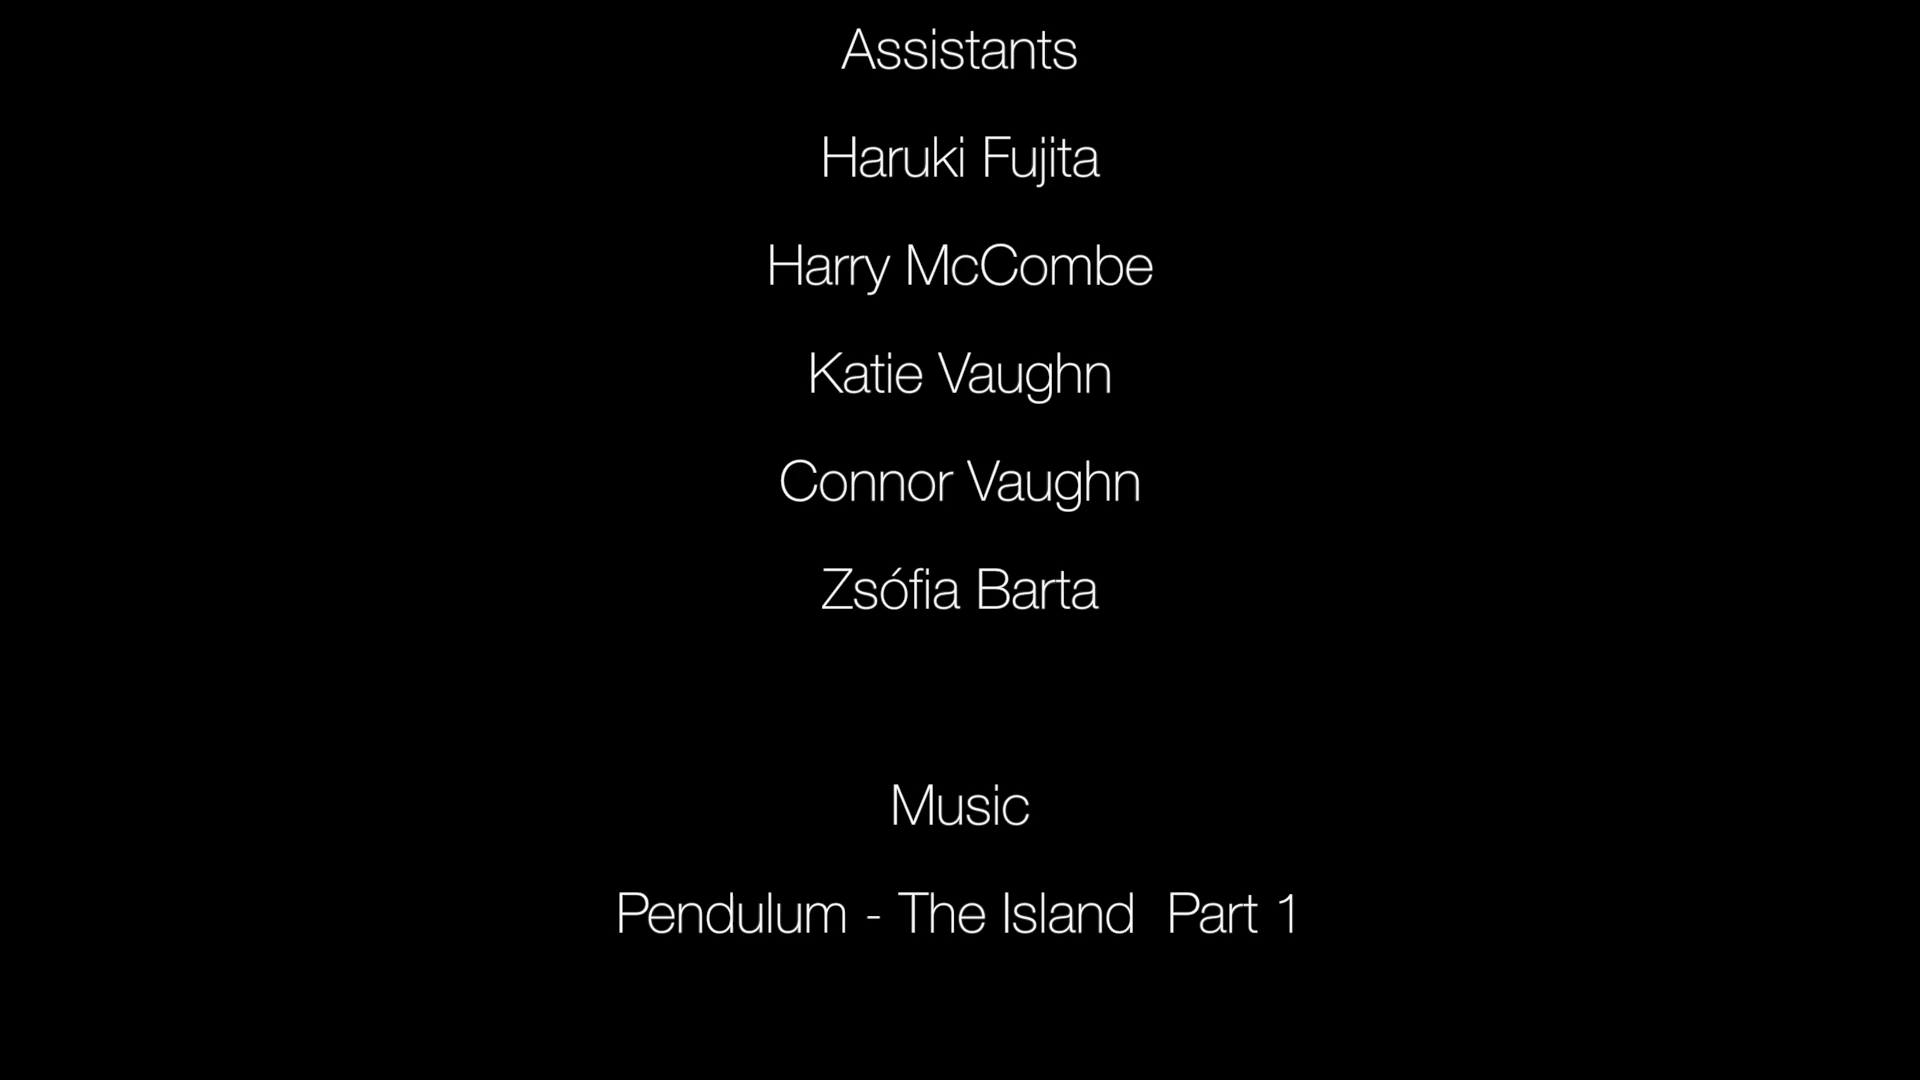 Assistants
Haruki Fujita
Harry McCombe
Katie Vaughn
Connor Vaughn
Zsófia Barta
Music
Pendulum - The Island  Part 1